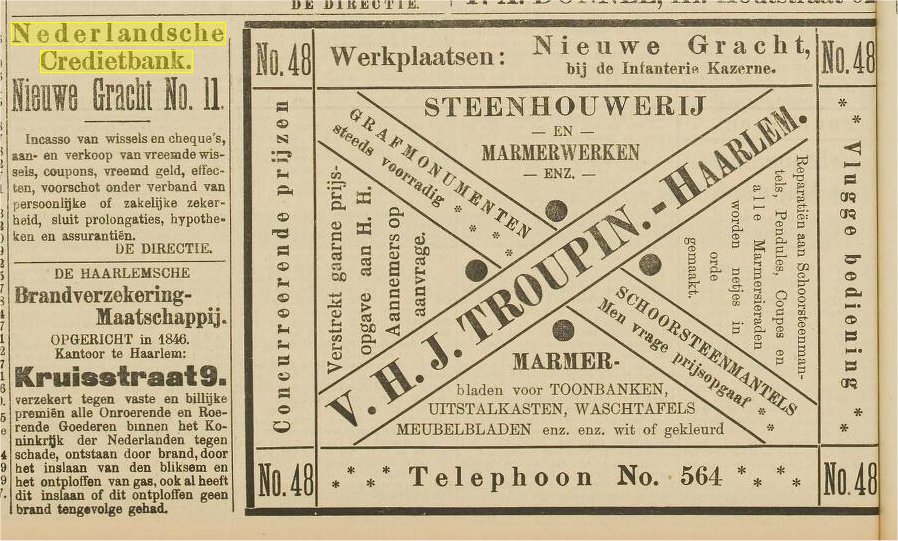 DE DIRECTIE.
Nederlandsche
Credietbank.
Nieuwe Gracht No. 11.
Incasso van wissels en cheque's,
aan- en verkoop van vreemde wis-
sels, coupons, vreemd geld, effec-
ten, voorschot onder verband van
persoonlijke of zakelijke zeker-
heid, sluit prolongaties, hypothe-
ken en assurantiën.
DE DIRECTIE.
DE HAARLEMSCHE
Brandverzekering-
Maatschappij.
OPGERICHT in 1846.
Kantoor te Haarlem:
Kruisstraat 9.
verzekert tegen vaste en billijke
premiën alle Onroerende en Roe-
rende Goederen binnen het Ko-
ninkrijk der Nederlanden tegen
schade, ontstaan door brand, door
het inslaan van den bliksem en
het ontploffen van gas, ook al heeft
dit inslaan of dit ontploffen geen
brand tengevolge gehad.
No. 48
Werkplaatsen: Nieuwe Gracht,
bij de Infanterie Kazerne.
No. 48
Concurreerende prijzen
STEENHOUWERIJ
— EN —
MARMERWERKEN
— ENZ. —
GRAFMONUMENTEN
steeds voorradig * * * *
Verstrekt gaarne prijs-
opgave aan H. H.
Aannemers op
aanvrage.
V. H. J. TROUPIN. - HAARLEM.
Reparatiën aan Schoorsteenman-
tels, Pendules, Coupes en
alle Marmersieraden
worden netjes in
orde
gemaakt.
SCHOORSTEENMANTELS
Men vrage prijsopgaaf * *
MARMER-
bladen voor TOONBANKEN,
UITSTALKASTEN, WASCHTAFELS
MEUBELBLADEN enz. enz. wit of gekleurd
* * Vlugge bediening * *
No. 48
* * * Telephoon No. 564 * * *
No. 48